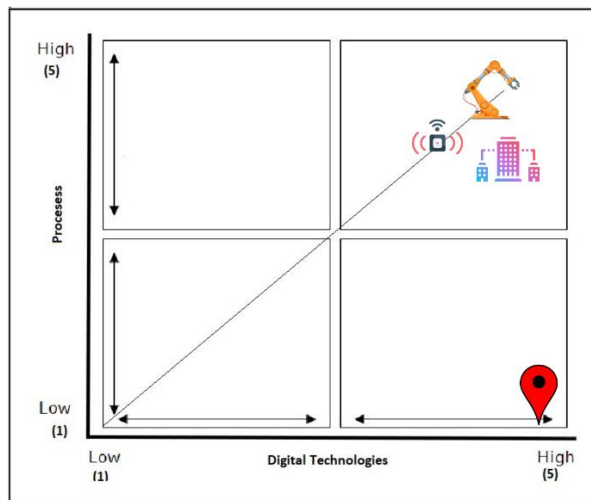 High
(5)
Procesess
Low
(1)
Low
(1)
Digital Technologies
High
(5)